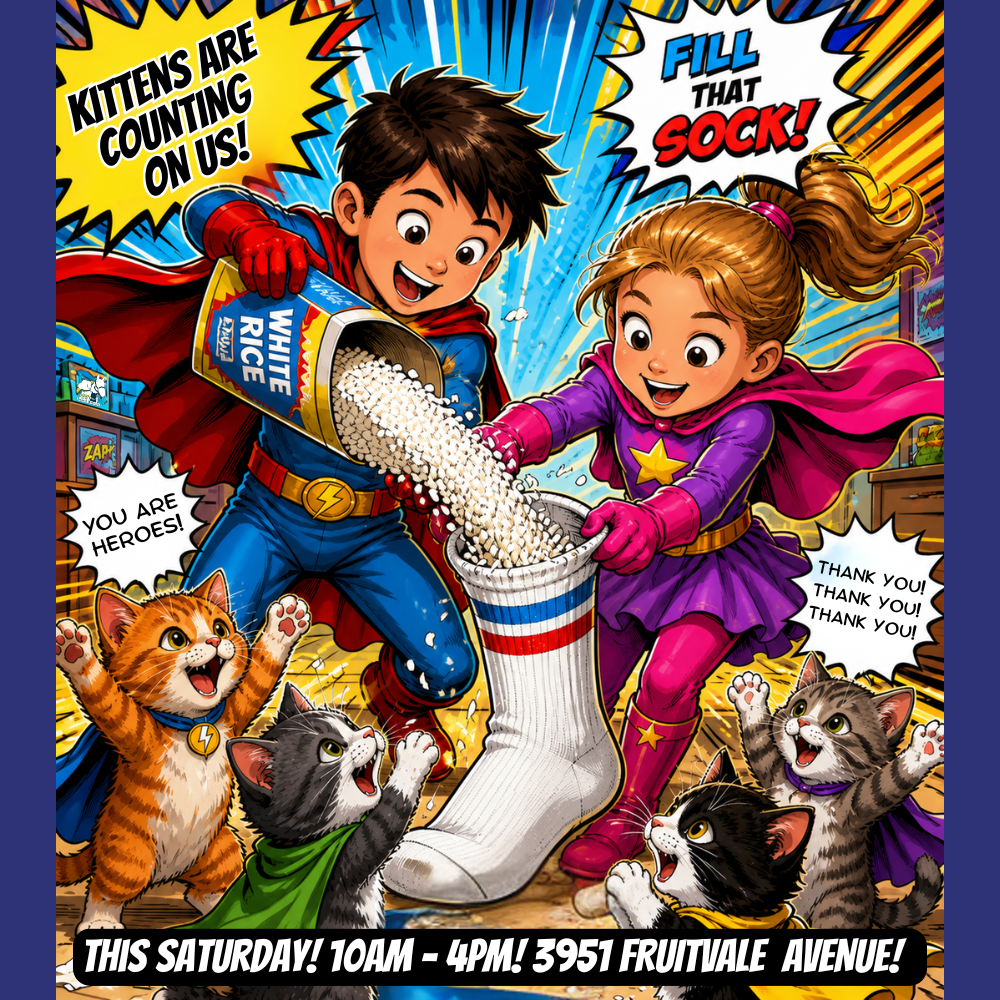 KITTENS ARE
COUNTING
ON US!
FILL
THAT
SOCK!
WHITE
RICE
ZAP!
YOU ARE
HEROES!
THANK YOU!
THANK YOU!
THANK YOU!
THIS SATURDAY! 10AM - 4PM! 3951 FRUITVALE AVENUE!